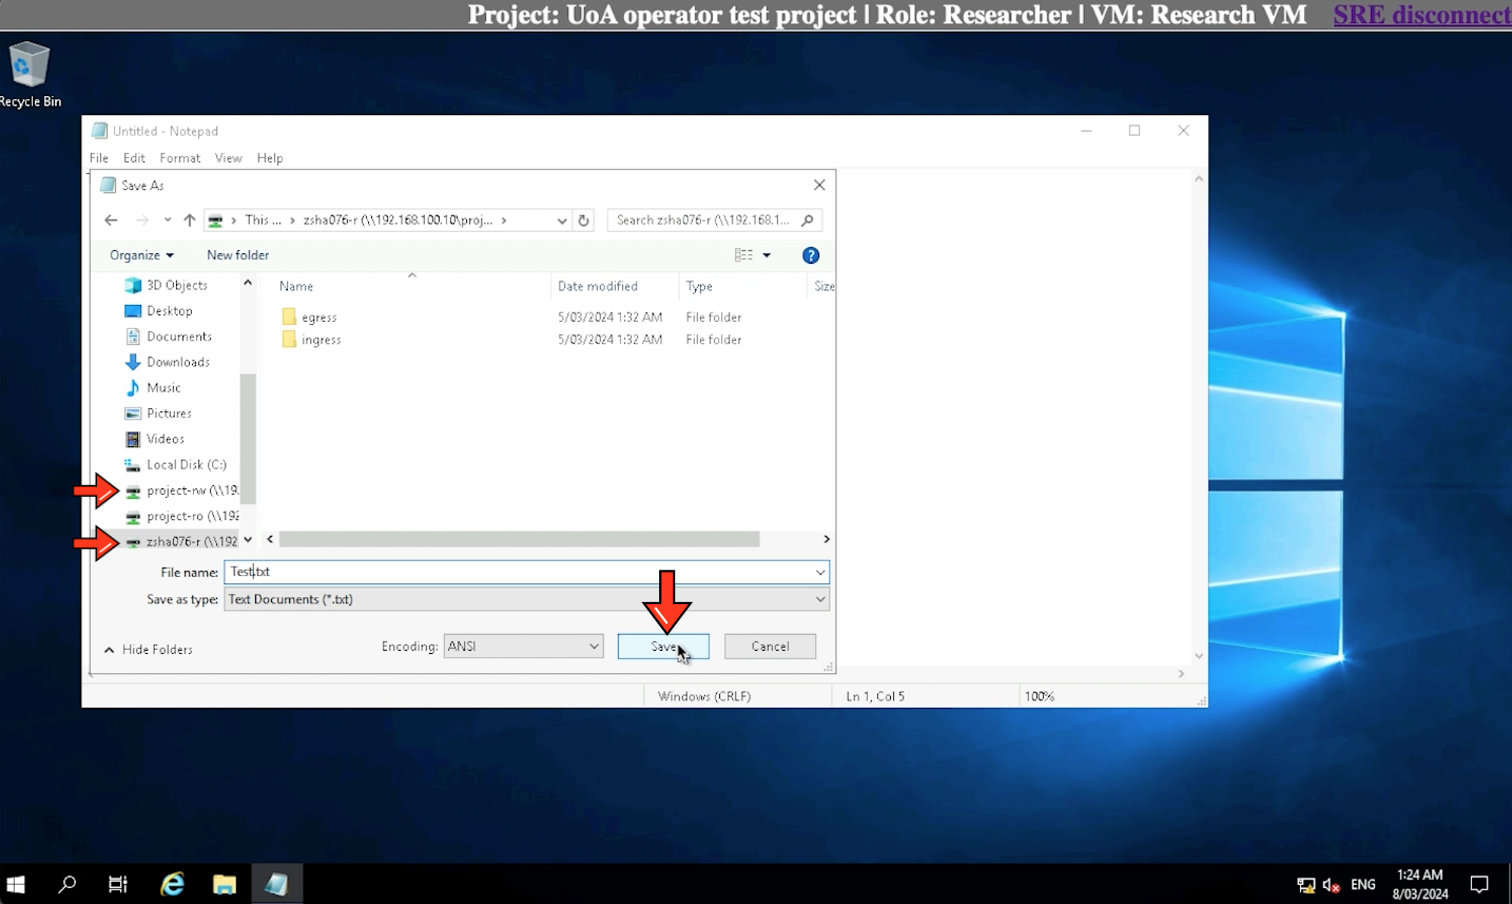 Project: UoA operator test project | Role: Researcher | VM: Research VM SRE disconnect
Recycle Bin
Untitled - Notepad
File Edit Format View Help
Save As
This ... zsha076-r (\\192.168.100.10\proj... Search zsha076-r (\\192.168.1...
Organize New folder
Name Date modified Type Size
3D Objects
Desktop
Documents
Downloads
Music
Pictures
Videos
Local Disk (C:)
project-nw (\\19
project-ro (\\192
zsha076-r (\\192
egress 5/03/2024 1:32 AM File folder
ingress 5/03/2024 1:32 AM File folder
File name: Test.txt
Save as type: Text Documents (*.txt)
Hide Folders Encoding: ANSI Save Cancel
Windows (CRLF) Ln 1, Col 5 100%
ENG 1:24 AM
8/03/2024